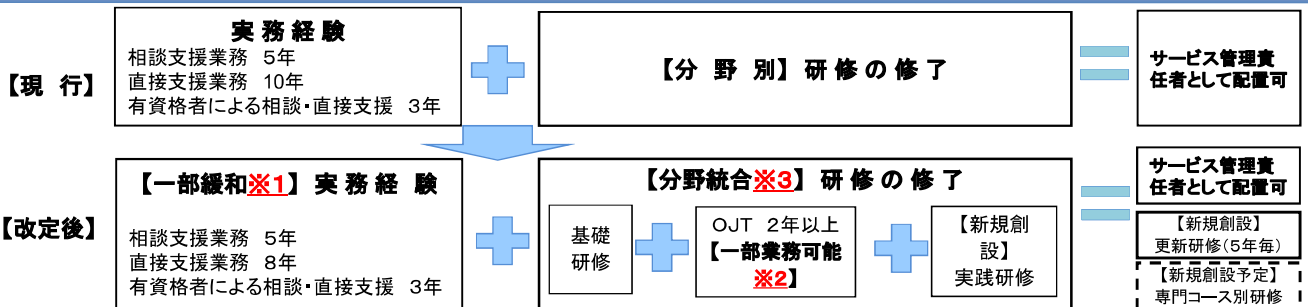 【現 行】
実 務 経 験
相談支援業務 5年
直接支援業務 10年
有資格者による相談・直接支援 3年
【分 野 別】 研 修 の 修 了
サービス管理責
任者として配置可
【改定後】
【一部緩和※1】 実 務 経 験
相談支援業務 5年
直接支援業務 8年
有資格者による相談・直接支援 3年
【分野統合※3】 研 修 の 修 了
基礎
研修
OJT 2年以上
【一部業務可能
※2】
【新規創
設】
実践研修
サービス管理責
任者として配置可
【新規創設】
更新研修(5年毎)
【新規創設予定】
専門コース別研修